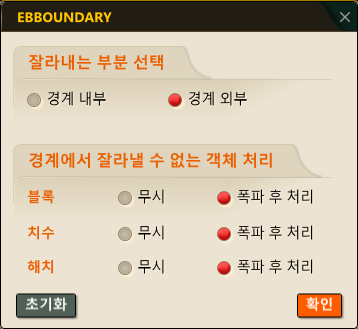 EBBOUNDARY
잘라내는 부분 선택
경계 내부 경계 외부
경계에서 잘라낼 수 없는 객체 처리
블록 무시 폭파 후 처리
치수 무시 폭파 후 처리
해치 무시 폭파 후 처리
초기화 확인